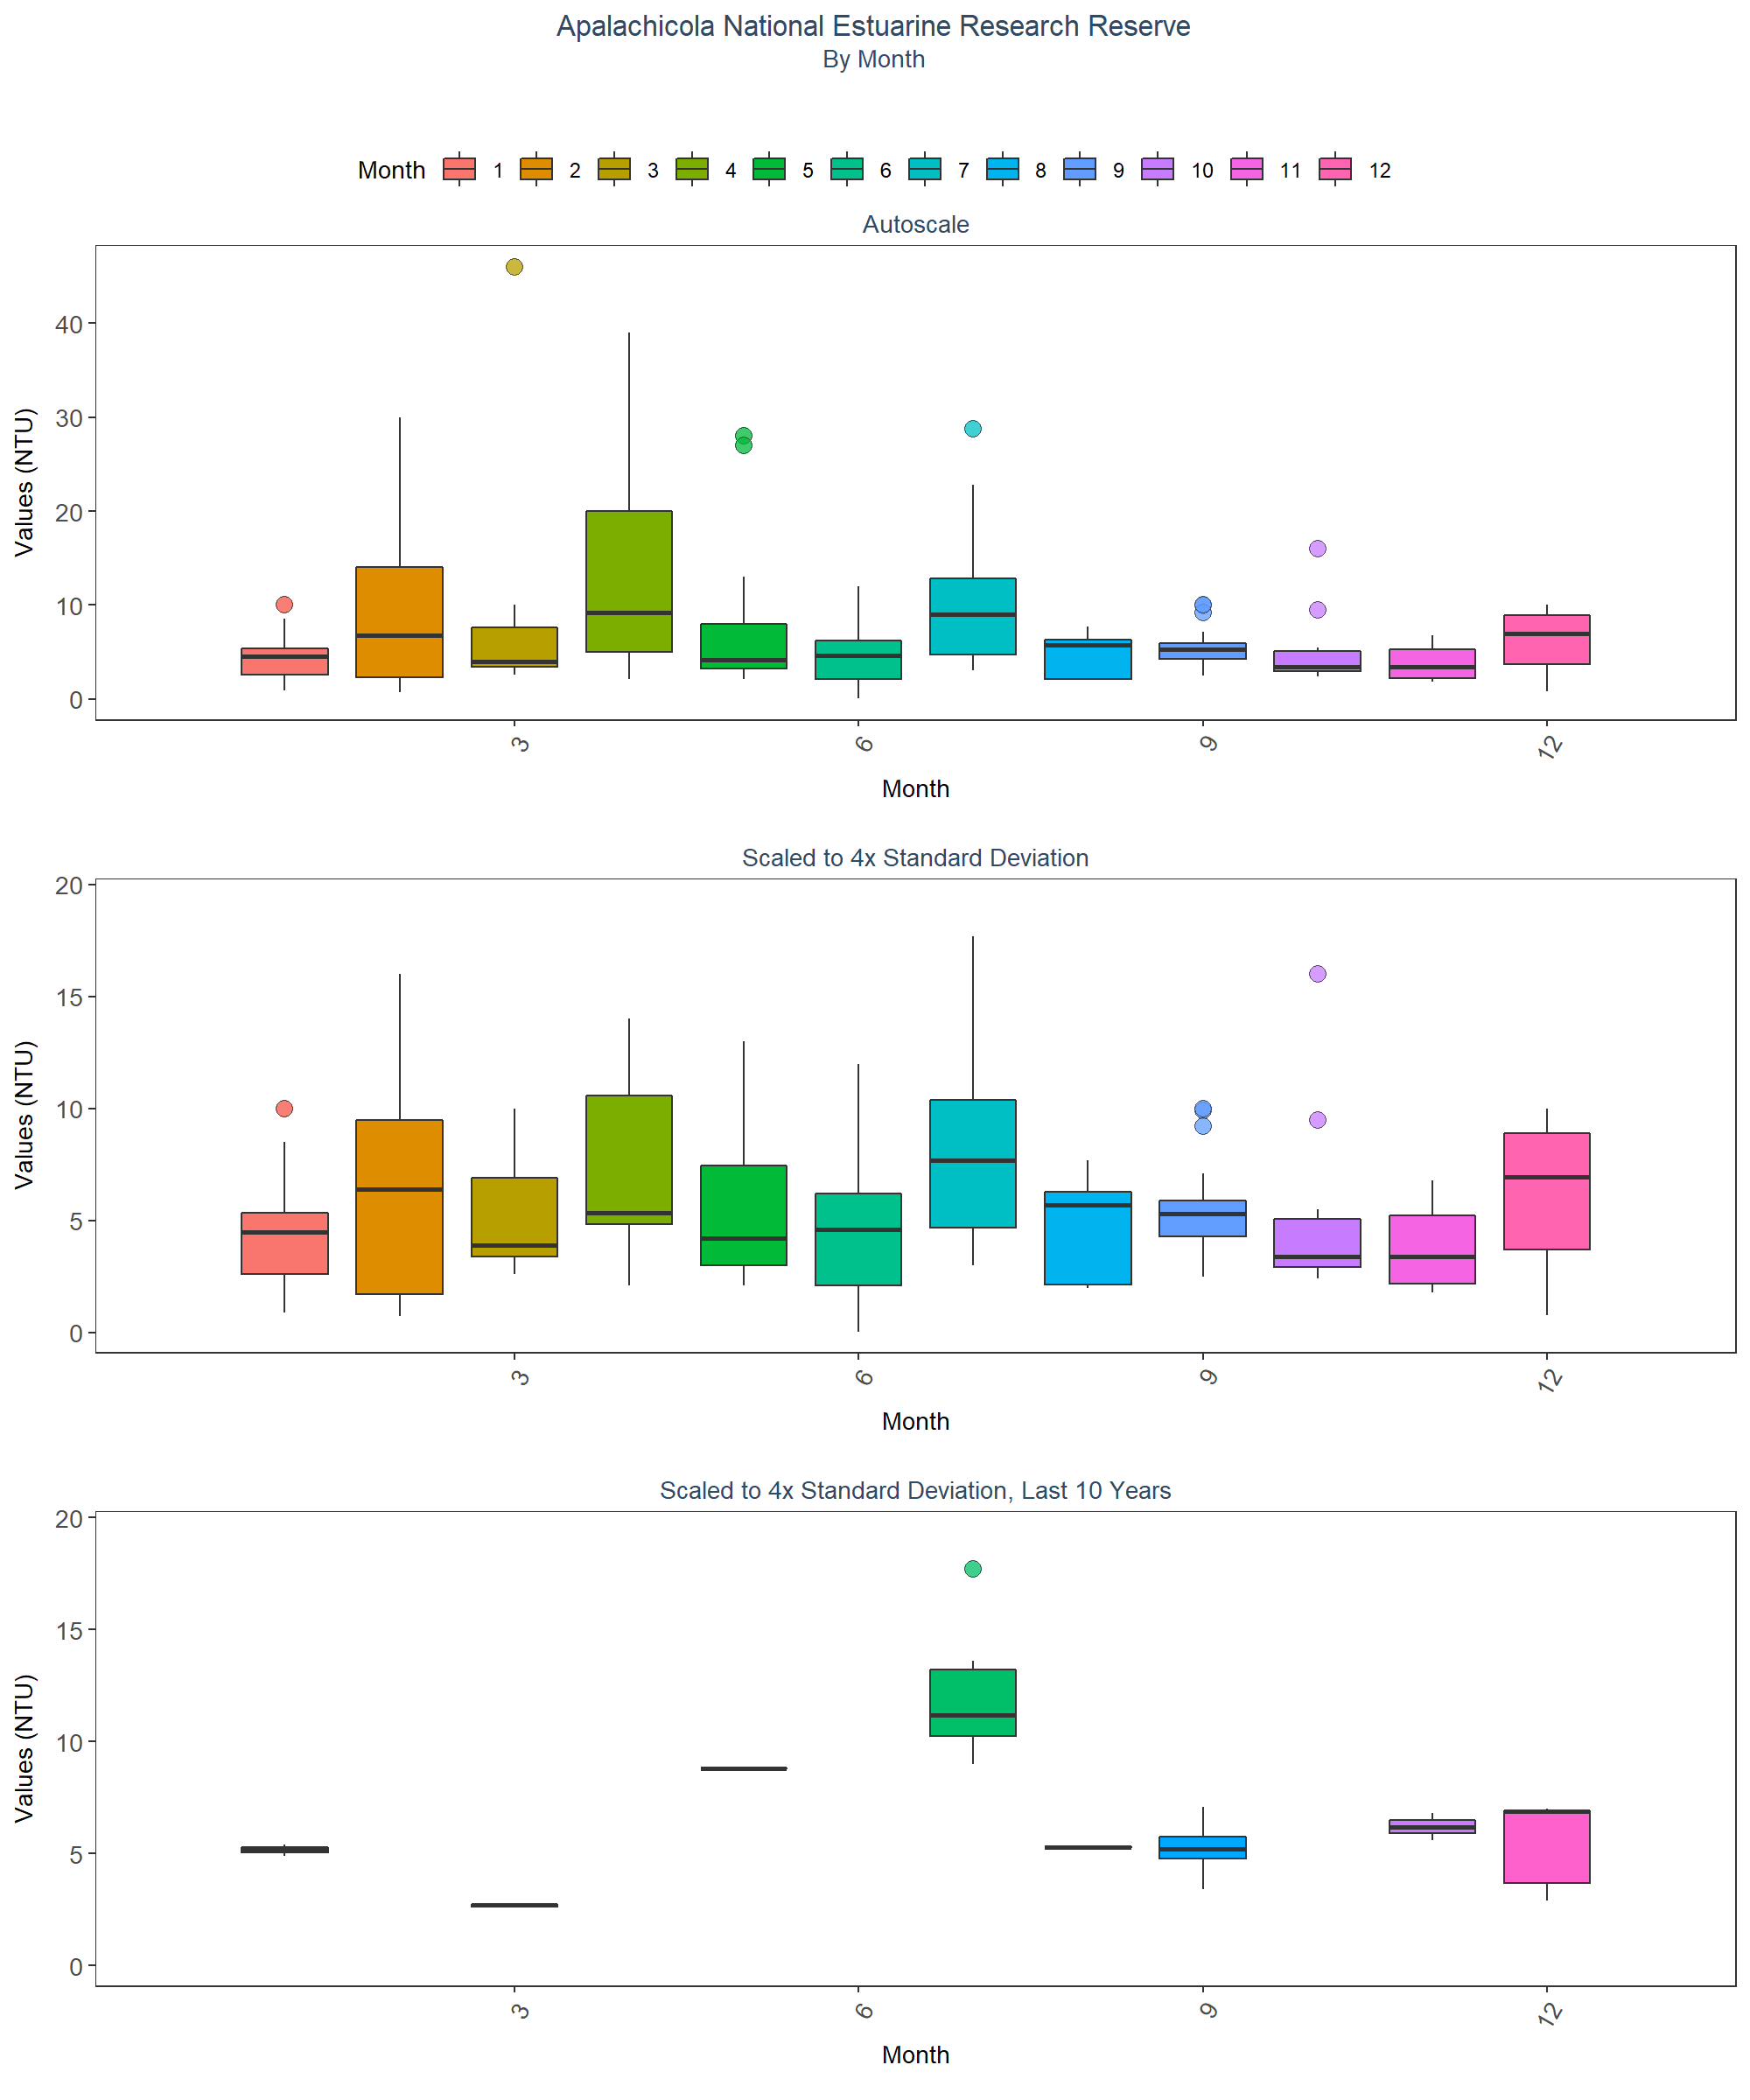 Apalachicola National Estuarine Research Reserve
By Month
Month 1 2 3 4 5 6 7 8 9 10 11 12
Autoscale
Values (NTU)
40
30
20
10
0
3 6 9 12
Month
Scaled to 4x Standard Deviation
Values (NTU)
20
15
10
5
0
3 6 9 12
Month
Scaled to 4x Standard Deviation, Last 10 Years
Values (NTU)
20
15
10
5
0
3 6 9 12
Month